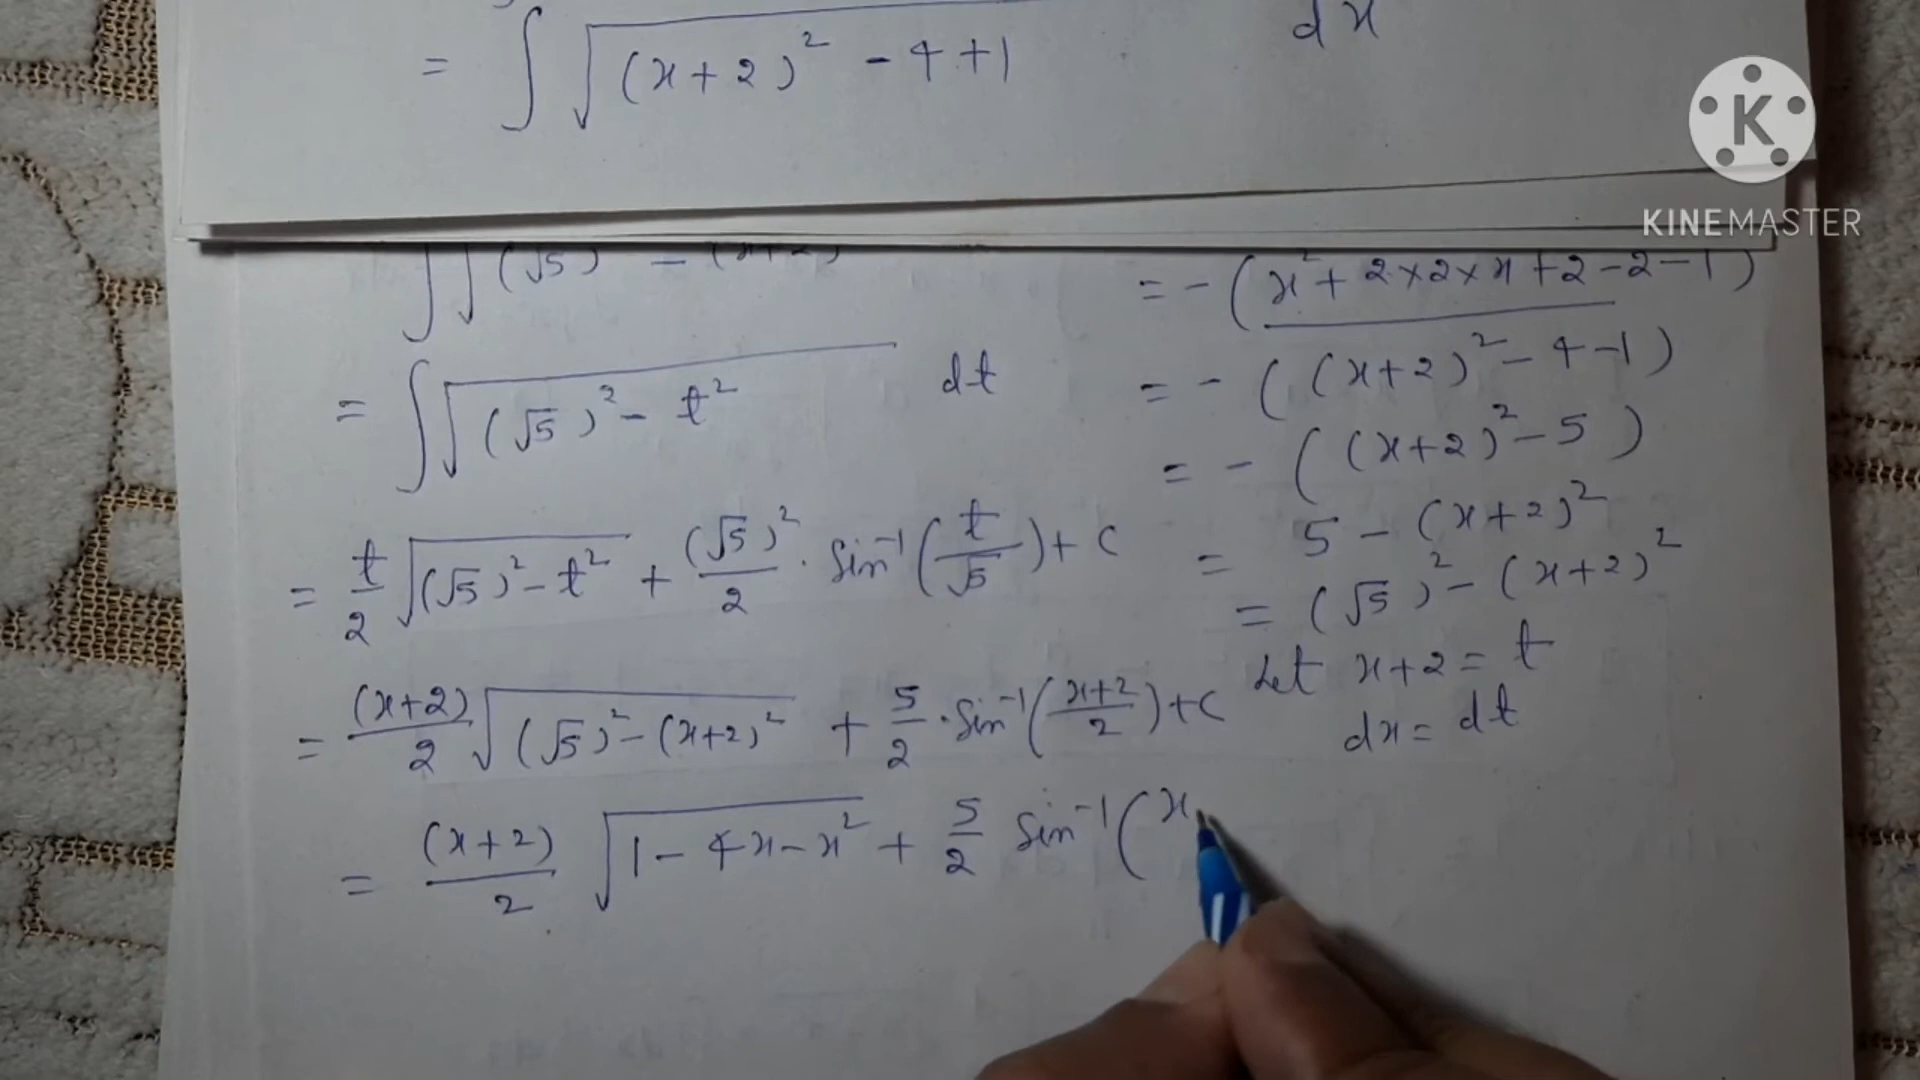 = ∫ √(x+2)² - 4 + 1 dx
K
KINEMASTER
∫ √(√5) - (x+2)
= ∫ √(√5)² - t² dt
= t/2 √(√5)² - t² + (√5)²/2 . Sin⁻¹ (t/√5) + C
= (x+2)/2 √(√5)² - (x+2)² + 5/2 . Sin⁻¹ (x+2/2) + C
= (x+2)/2 √1 - 4x - x² + 5/2 Sin⁻¹ (x
= - (x² + 2×2×x + 2 - 2 - 1)
= - ((x+2)² - 4 - 1)
= - ((x+2)² - 5)
= 5 - (x+2)²
= (√5)² - (x+2)²
Let x+2 = t
dx = dt